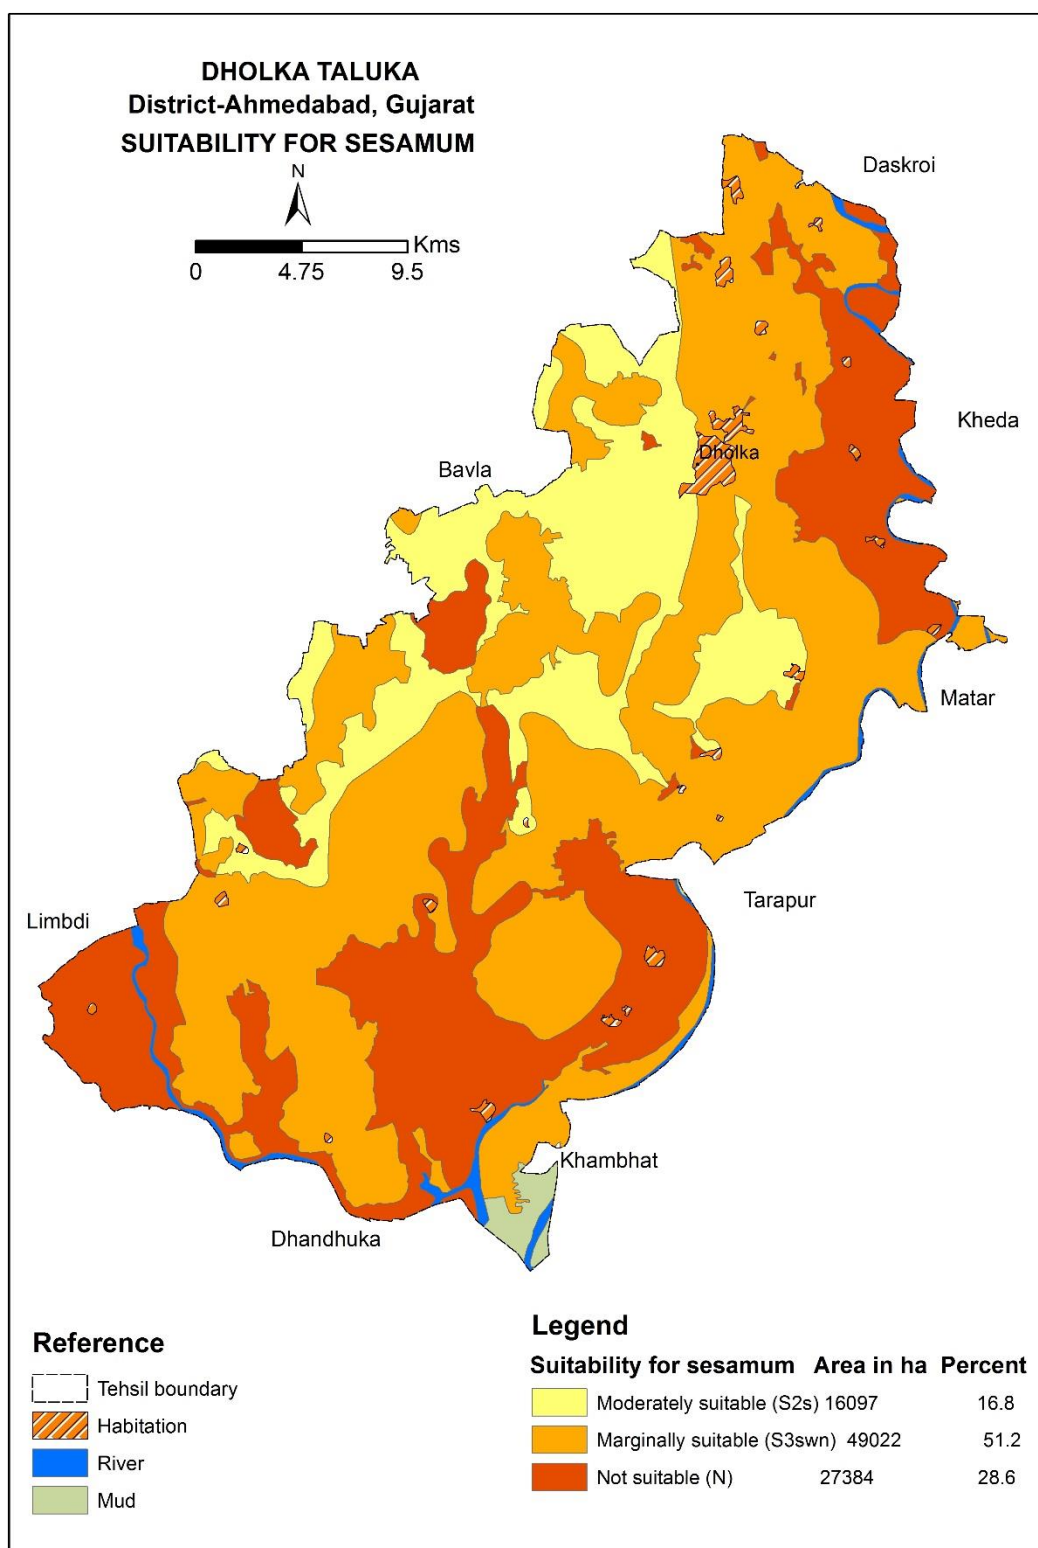 DHOLKA TALUKA
District-Ahmedabad, Gujarat
SUITABILITY FOR SESAMUM
N
Kms
0 4.75 9.5
Daskroi
Kheda
Dholka
Bavla
Matar
Tarapur
Limbdi
Khambhat
Dhandhuka
Reference
Tehsil boundary
Habitation
River
Mud
Legend
Suitability for sesamum Area in ha Percent
Moderately suitable (S2s) 16097 16.8
Marginally suitable (S3swn) 49022 51.2
Not suitable (N) 27384 28.6